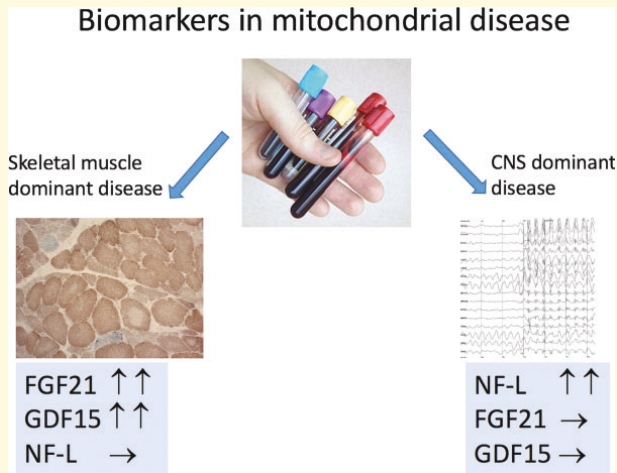 Biomarkers in mitochondrial disease
Skeletal muscle
dominant disease
CNS dominant
disease
FGF21 ↑ ↑
GDF15 ↑ ↑
NF-L →
NF-L ↑ ↑
FGF21 →
GDF15 →